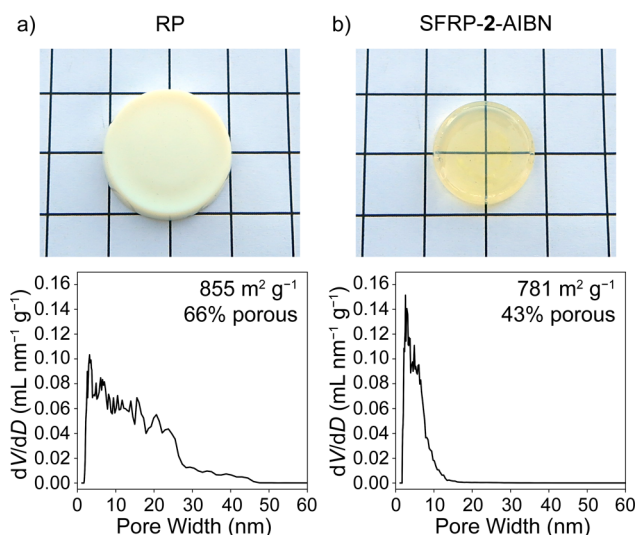 a) RP
b) SFRP-2-AIBN
855 m² g⁻¹
66% porous
dV/dD (mL nm⁻¹ g⁻¹)
0.16
0.14
0.12
0.10
0.08
0.06
0.04
0.02
0.00
0 10 20 30 40 50 60
Pore Width (nm)
781 m² g⁻¹
43% porous
dV/dD (mL nm⁻¹ g⁻¹)
0.16
0.14
0.12
0.10
0.08
0.06
0.04
0.02
0.00
0 10 20 30 40 50 60
Pore Width (nm)